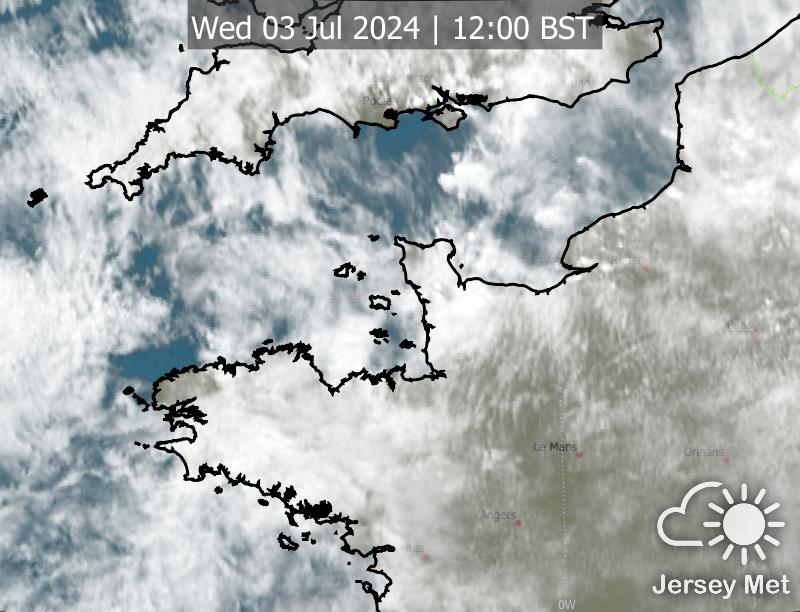 Wed 03 Jul 2024 | 12:00 BST
Poole
Le Mans
Orleans
Angers
0W
Jersey Met